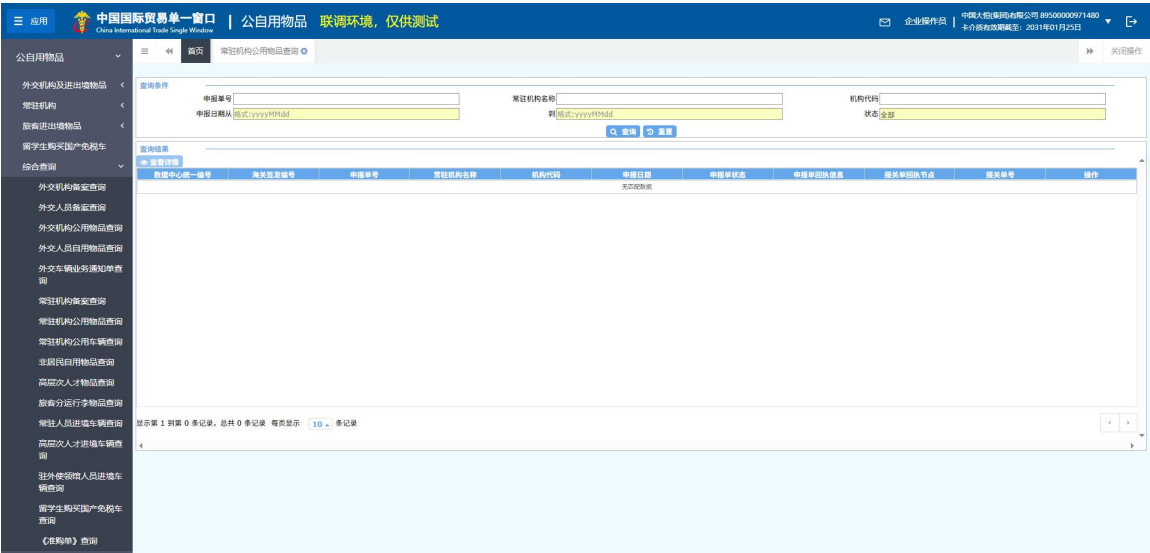 应用
中国国际贸易单一窗口
China International Trade Single Window
公自用物品 联调环境，仅供测试
企业操作员
中国大恒(集团)有限公司 89500000971480
卡介质有效期截至：2031年01月25日
公自用物品
首页
常驻机构公用物品查询
关闭操作
外交机构及进出境物品
常驻机构
旅客进出境物品
留学生购买国产免税车
综合查询
外交机构备案查询
外交人员备案查询
外交机构公用物品查询
外交人员自用物品查询
外交车辆业务通知单查
询
常驻机构备案查询
常驻机构公用物品查询
常驻机构公用车辆查询
非居民自用物品查询
高层次人才物品查询
旅客分运行李物品查询
常驻人员进境车辆查询
高层次人才进境车辆查
询
驻外使领馆人员进境车
辆查询
留学生购买国产免税车
查询
《准购单》查询
查询条件
申报单号 常驻机构名称 机构代码
申报日期从 格式:yyyyMMdd 到 格式:yyyyMMdd 状态 全部
查询 重置
查询结果
查看详情
数据中心统一编号 海关签发编号 申报单号 常驻机构名称 机构代码 申报日期 申报单状态 申报单回执信息 报关单回执节点 报关单号 操作
无匹配数据
显示第 1 到第 0 条记录，总共 0 条记录 每页显示 10 条记录